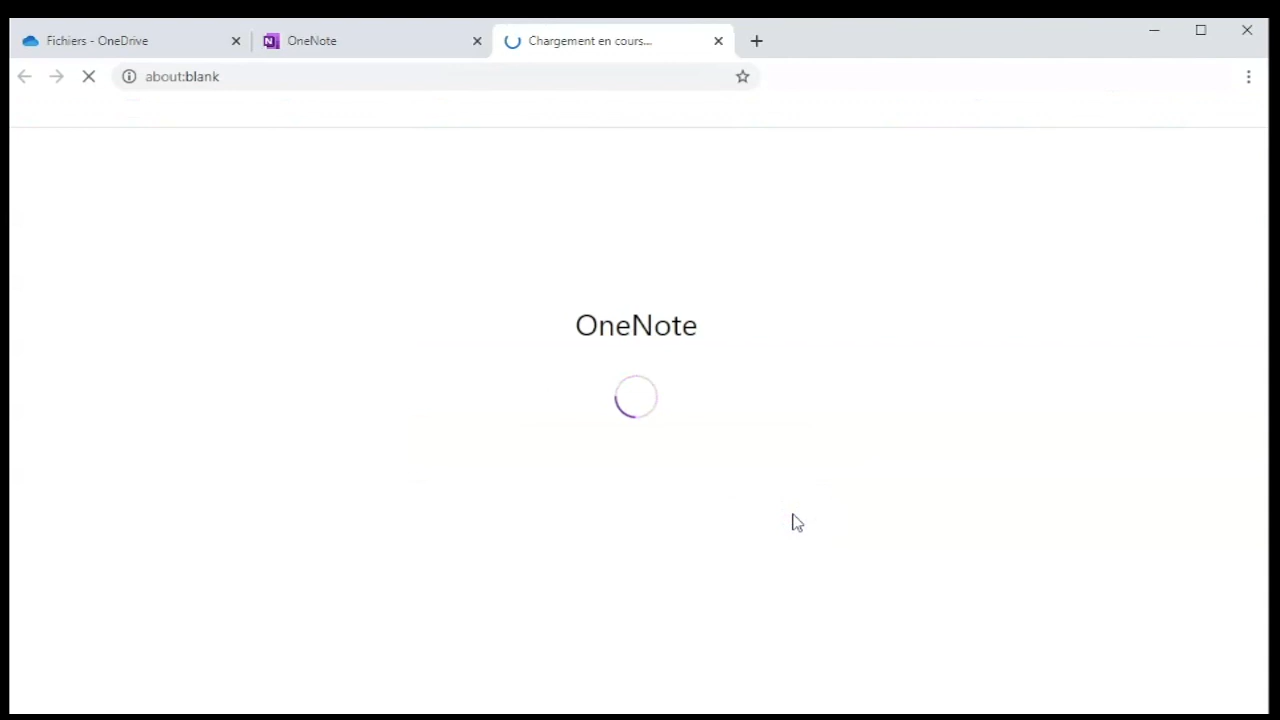 Fichiers - OneDrive
OneNote
Chargement en cours...
about:blank
OneNote